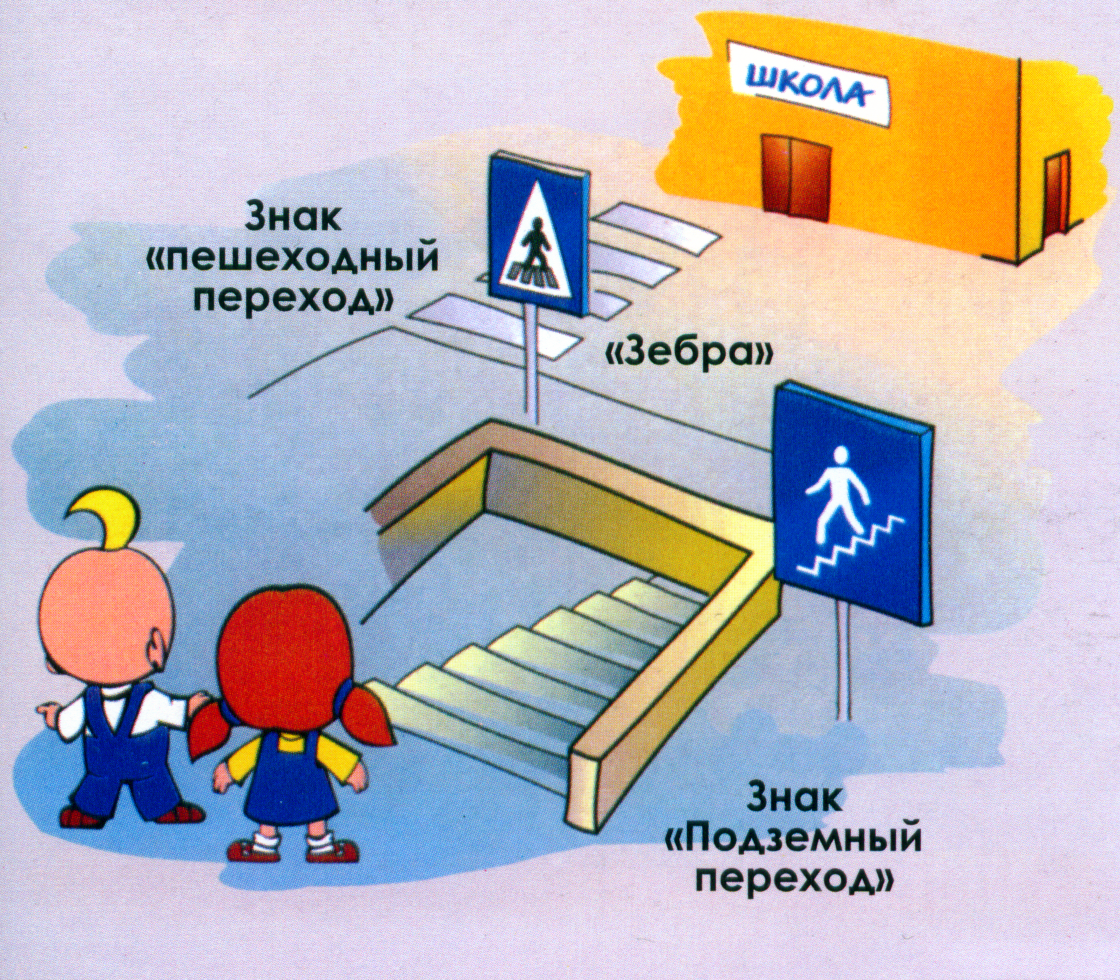 ШКОЛА
Знак
«пешеходный
переход»
«Зебра»
Знак
«Подземный
переход»